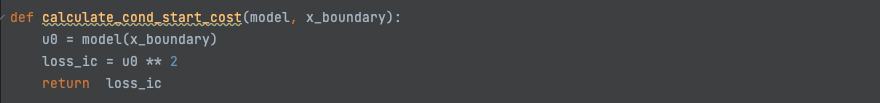 def calculate_cond_start_cost(model, x_boundary):
    u0 = model(x_boundary)
    loss_ic = u0 ** 2
    return  loss_ic